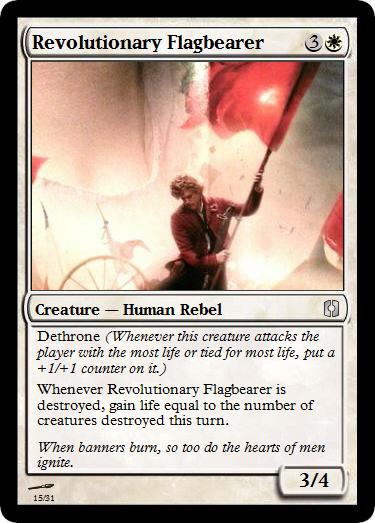 Revolutionary Flagbearer 3
Creature — Human Rebel
Dethrone (Whenever this creature attacks the
player with the most life or tied for most life, put a
+1/+1 counter on it.)
Whenever Revolutionary Flagbearer is
destroyed, gain life equal to the number of
creatures destroyed this turn.
When banners burn, so too do the hearts of men
ignite.
3/4
15/31